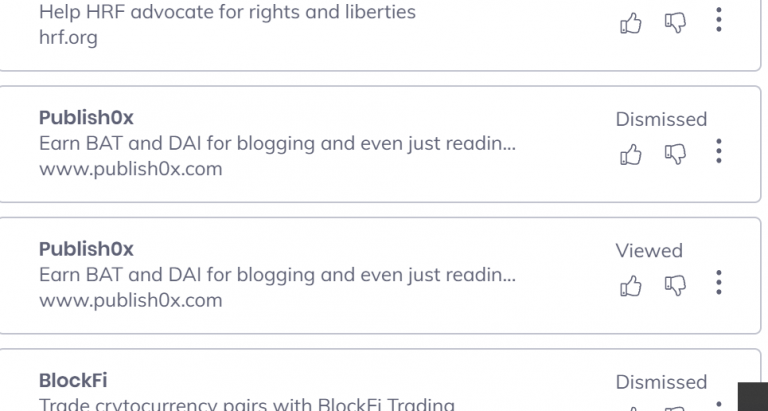 Help HRF advocate for rights and liberties
hrf.org
Publish0x
Dismissed
Earn BAT and DAI for blogging and even just readin...
www.publish0x.com
Publish0x
Viewed
Earn BAT and DAI for blogging and even just readin...
www.publish0x.com
BlockFi
Dismissed
Trade crytocurrency pairs with BlockFi Trading